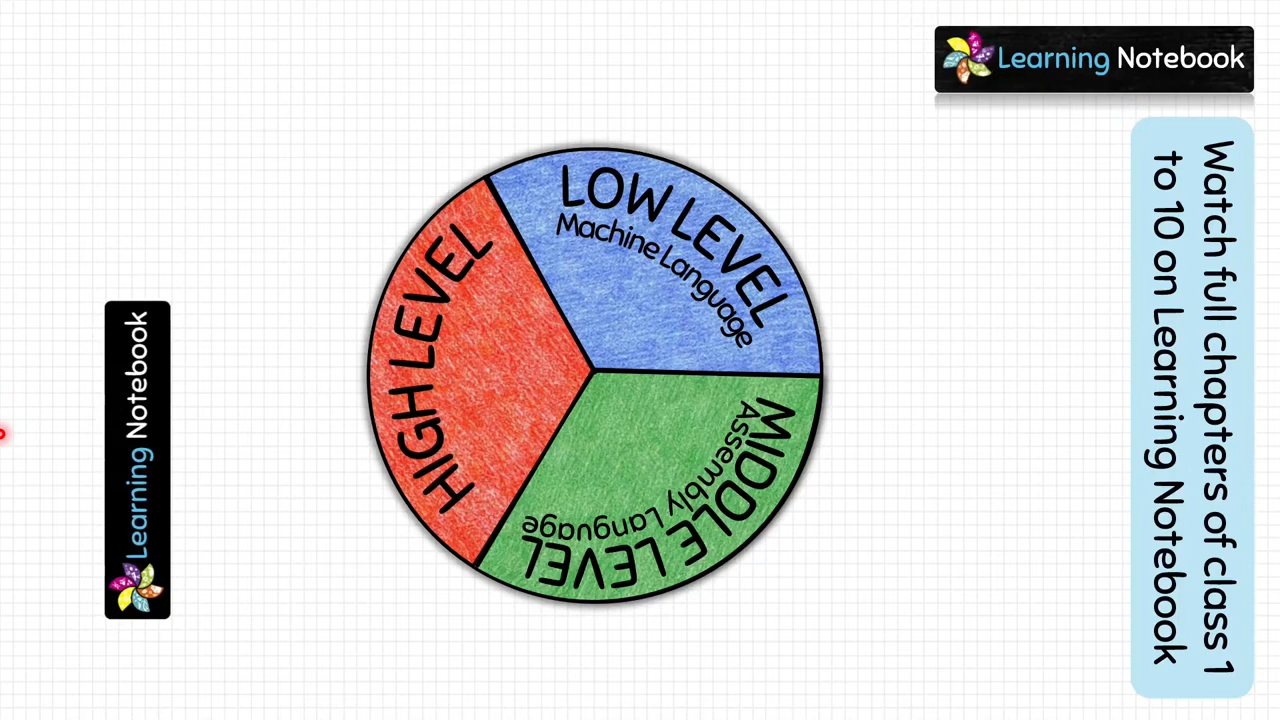 Learning Notebook
Watch full chapters of class 1
to 10 on Learning Notebook
LOW LEVEL
Machine Language
HIGH LEVEL
MIDDLE LEVEL
Assembly Language
Learning Notebook